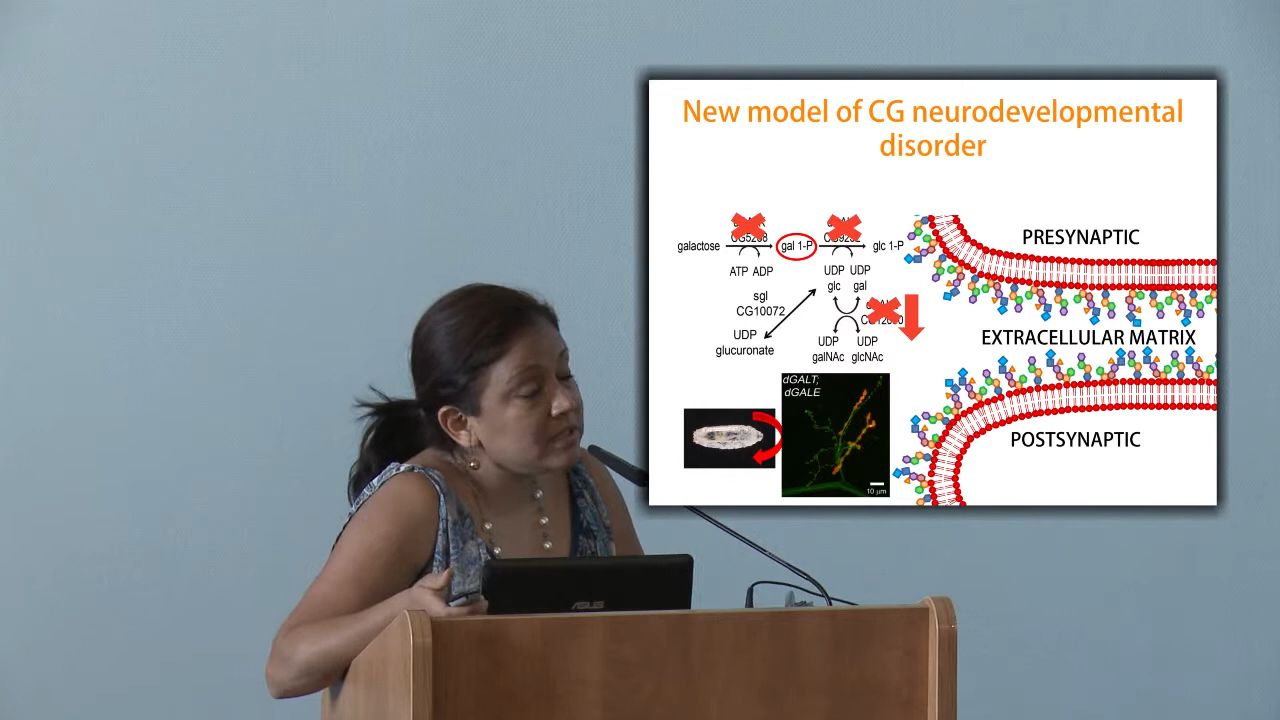 New model of CG neurodevelopmental
disorder
galactose
gal 1-P
glc 1-P
ATP ADP
UDP UDP
glc gal
sgl
CG10072
UDP
glucuronate
UDP UDP
galNAc glcNAc
PRESYNAPTIC
EXTRACELLULAR MATRIX
POSTSYNAPTIC
dGALT;
dGALE
10 μm
ASUS